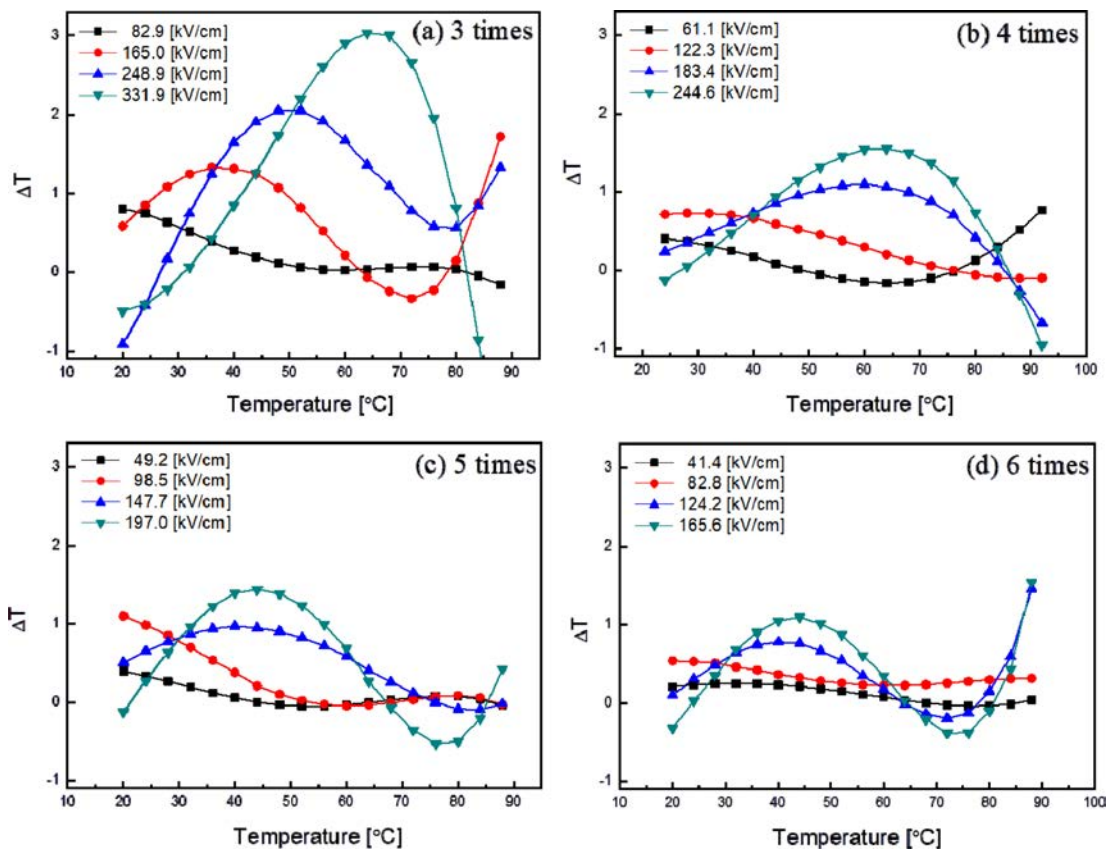 (a) 3 times
82.9 [kV/cm]
165.0 [kV/cm]
248.9 [kV/cm]
331.9 [kV/cm]
3
2
1
0
-1
ΔT
10 20 30 40 50 60 70 80 90
Temperature [°C]
(b) 4 times
61.1 [kV/cm]
122.3 [kV/cm]
183.4 [kV/cm]
244.6 [kV/cm]
3
2
1
0
-1
ΔT
10 20 30 40 50 60 70 80 90 100
Temperature [°C]
(c) 5 times
49.2 [kV/cm]
98.5 [kV/cm]
147.7 [kV/cm]
197.0 [kV/cm]
3
2
1
0
-1
ΔT
10 20 30 40 50 60 70 80 90
Temperature [°C]
(d) 6 times
41.4 [kV/cm]
82.8 [kV/cm]
124.2 [kV/cm]
165.6 [kV/cm]
3
2
1
0
-1
ΔT
10 20 30 40 50 60 70 80 90 100
Temperature [°C]